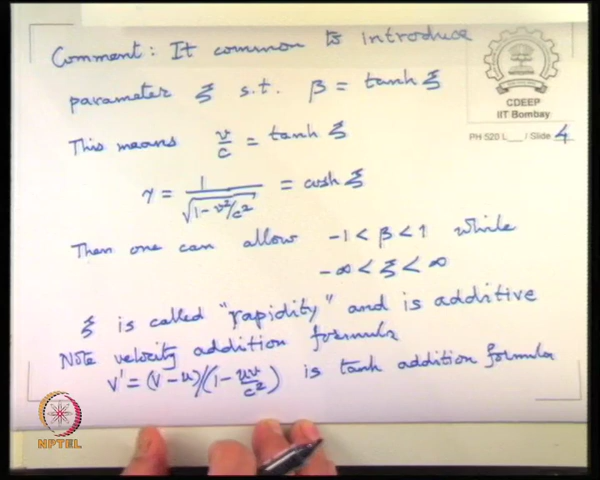 Comment: It common to introduce
parameter ξ s.t. β = tanh ξ
This means v/c = tanh ξ
γ = 1/√(1 - v²/c²) = cosh ξ
Then one can allow -1 < β < 1 while
-∞ < ξ < ∞
ξ is called "rapidity" and is additive
Note velocity addition formula
v' = (v - u)/(1 - uv/c²) is tanh addition formula
CDEEP
IIT Bombay
PH 520 L___ / Slide 4
NPTEL